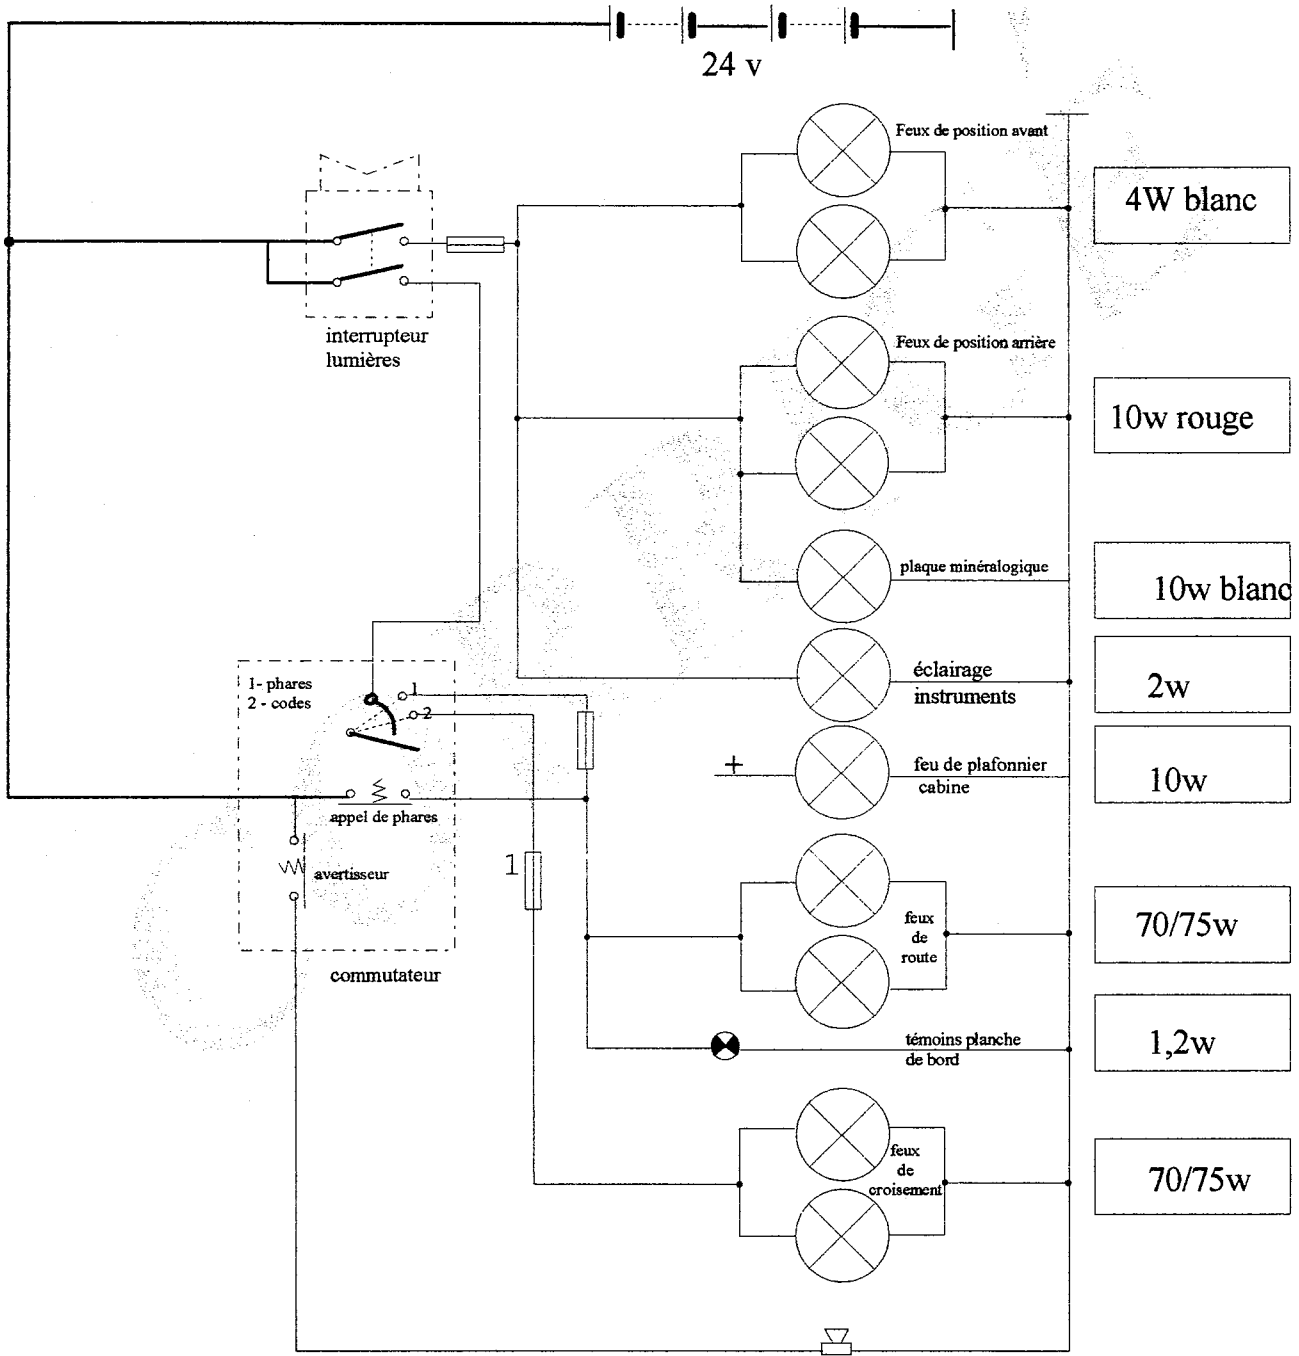 24 v
Feux de position avant
4W blanc
interrupteur
lumières
Feux de position arrière
10w rouge
plaque minéralogique
10w blanc
1- phares
2 - codes
1
2
éclairage
instruments
2w
+
feu de plafonnier
cabine
10w
appel de phares
avertisseur
1
feux
de
route
70/75w
commutateur
témoins planche
de bord
1,2w
feux
de
croisement
70/75w